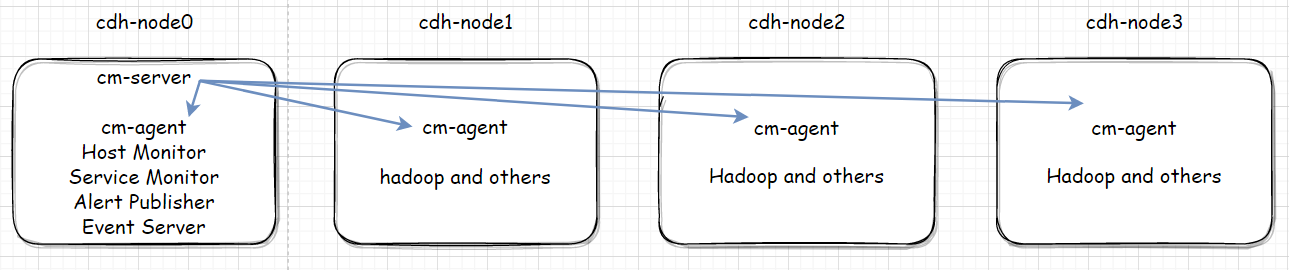 cdh-node0
cdh-node1
cdh-node2
cdh-node3
cm-server
cm-agent
Host Monitor
Service Monitor
Alert Publisher
Event Server
cm-agent
hadoop and others
cm-agent
Hadoop and others
cm-agent
Hadoop and others